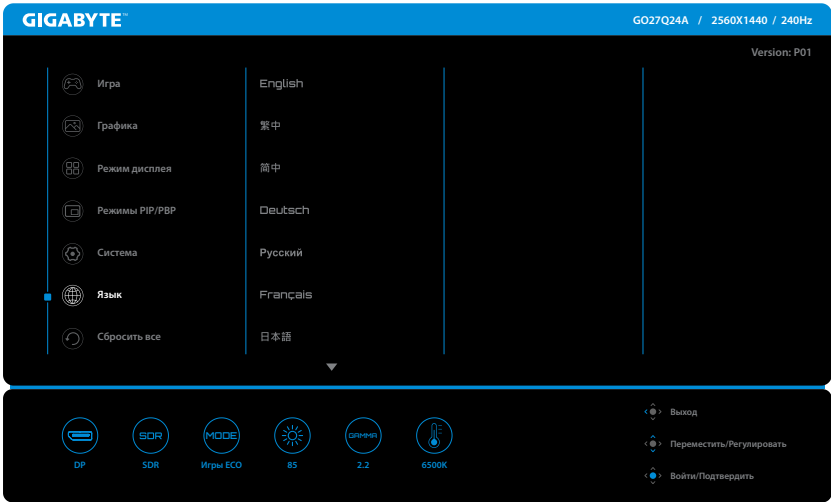 GIGABYTE™
GO27Q24A / 2560X1440 / 240Hz
Version: P01
Игра
English
Графика
繁中
Режим дисплея
简中
Режимы PIP/PBP
Deutsch
Система
Русский
Язык
Français
Сбросить все
日本語
SDR
MODE
GAMMA
DP
SDR
Игры ECO
85
2.2
6500K
Выход
Переместить/Регулировать
Войти/Подтвердить